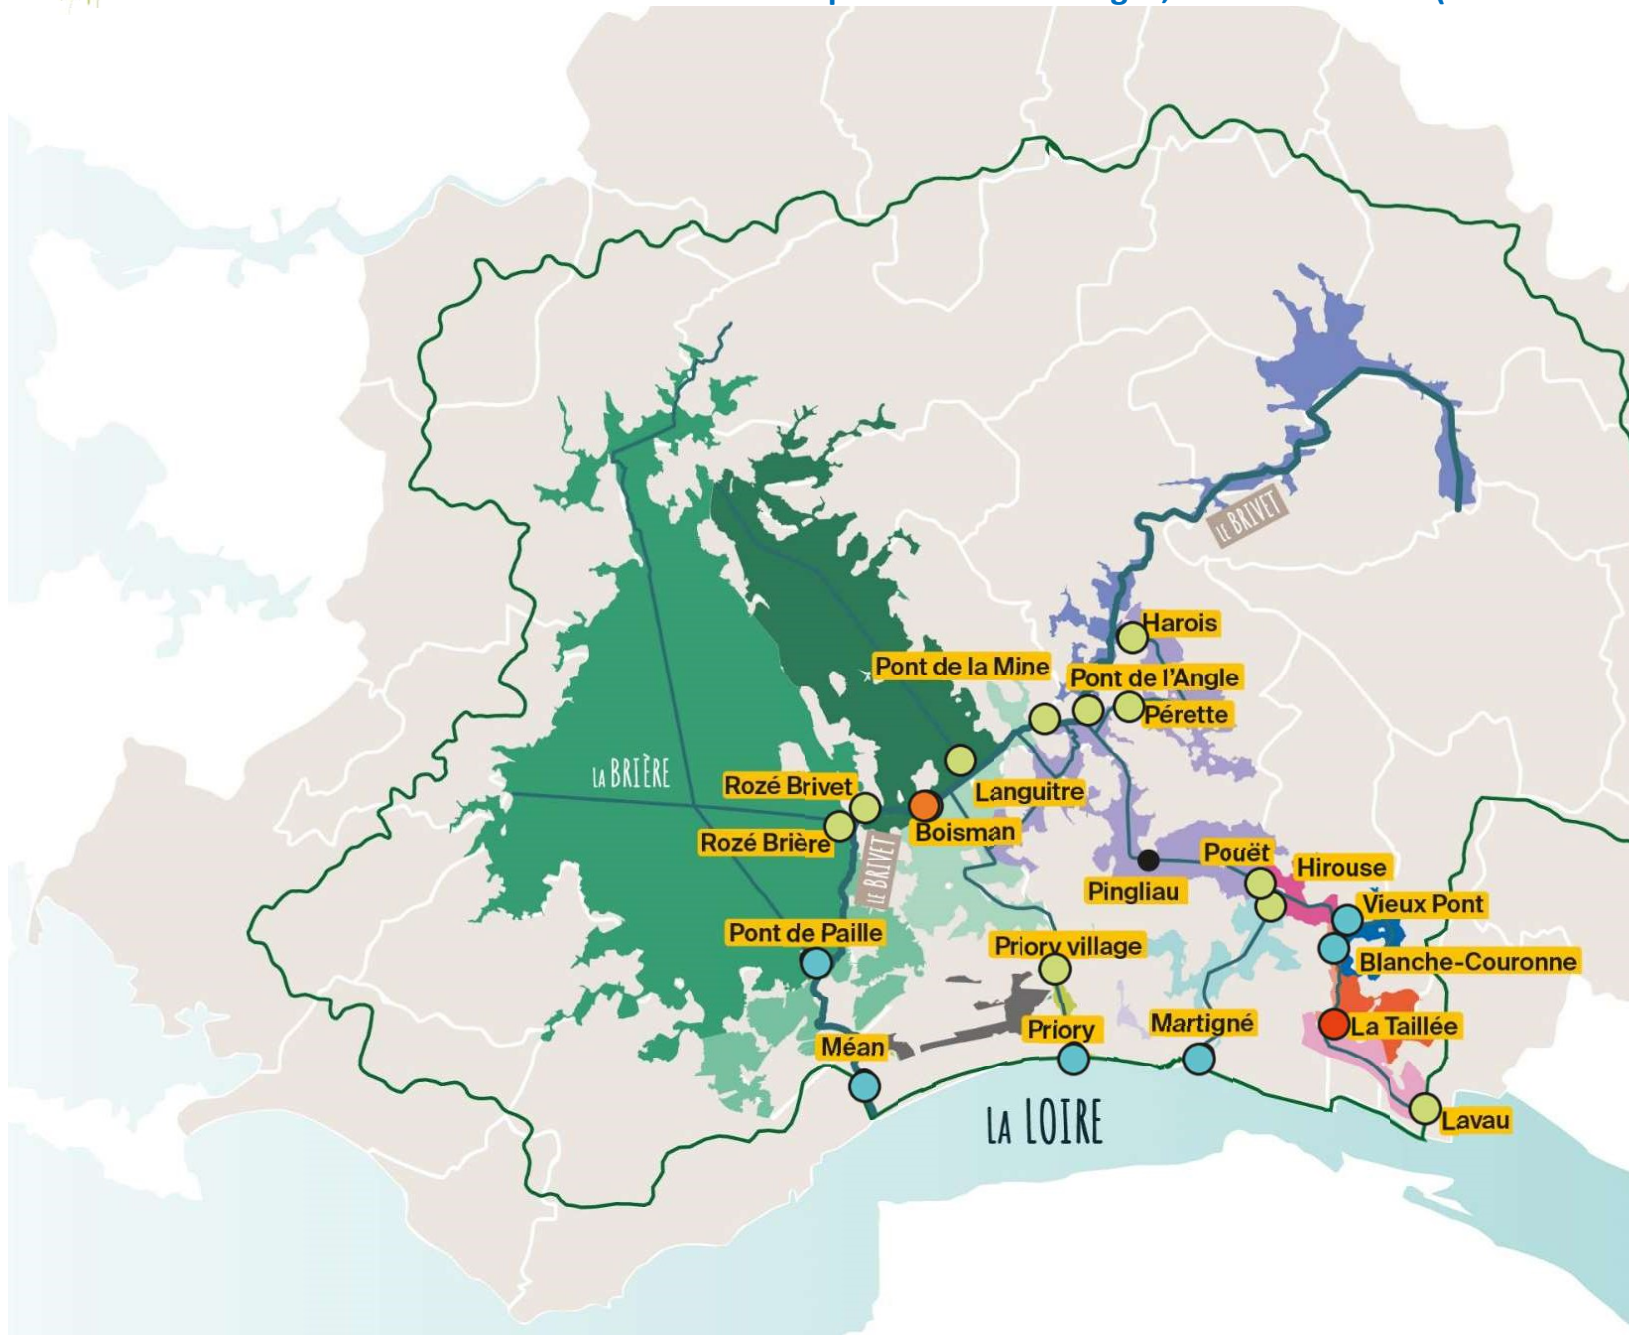 LE BRIVET
Harois
Pont de la Mine
Pont de l'Angle
Pérette
LA BRIÈRE
Rozé Brivet
Languitre
Boisman
Rozé Brière
LE BRIVET
Pouët
Hirouse
Pingliau
Vieux Pont
Pont de Paille
Priory village
Blanche-Couronne
Méan
Priory
Martigné
La Taillée
LA LOIRE
Lavau